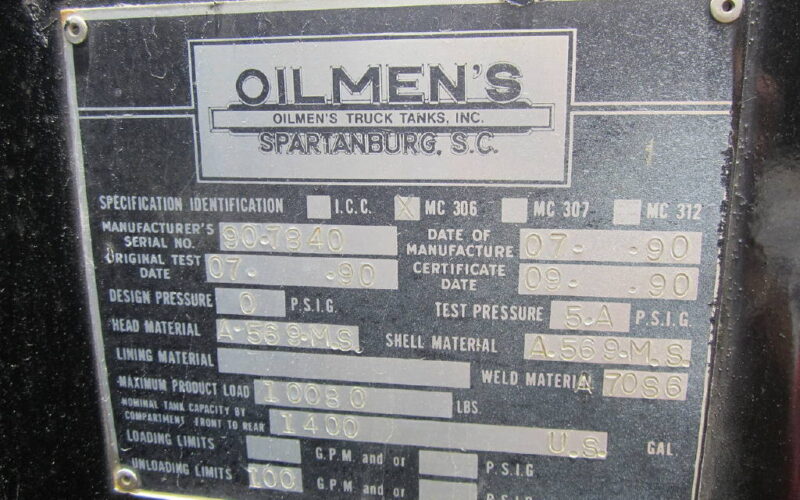 OILMEN'S
OILMEN'S TRUCK TANKS, INC.
SPARTANBURG, S.C.
SPECIFICATION IDENTIFICATION I.C.C. X MC 306 MC 307 MC 312
MANUFACTURER'S SERIAL NO. 90-7840 DATE OF MANUFACTURE 07- -90
ORIGINAL TEST DATE 07- -90 CERTIFICATE DATE 09- -90
DESIGN PRESSURE 0 P.S.I.G. TEST PRESSURE 5-A P.S.I.G.
HEAD MATERIAL A-569-M.S. SHELL MATERIAL A-569-M.S.
LINING MATERIAL WELD MATERIAL A 70S6
MAXIMUM PRODUCT LOAD 10080 LBS.
NOMINAL TANK CAPACITY BY COMPARTMENT FRONT TO REAR 1400 U.S. GAL
LOADING LIMITS G.P.M. and or P.S.I.G
UNLOADING LIMITS 100 G.P.M. and or P.S.I.G